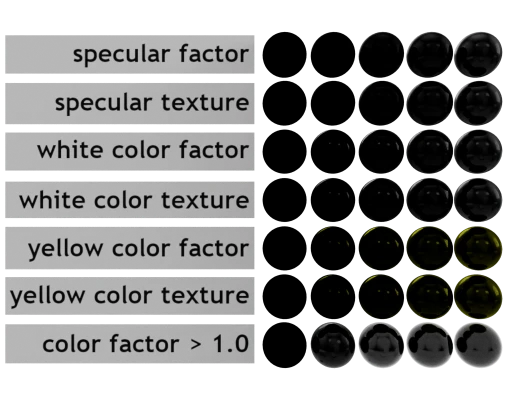 specular factor
specular texture
white color factor
white color texture
yellow color factor
yellow color texture
color factor > 1.0